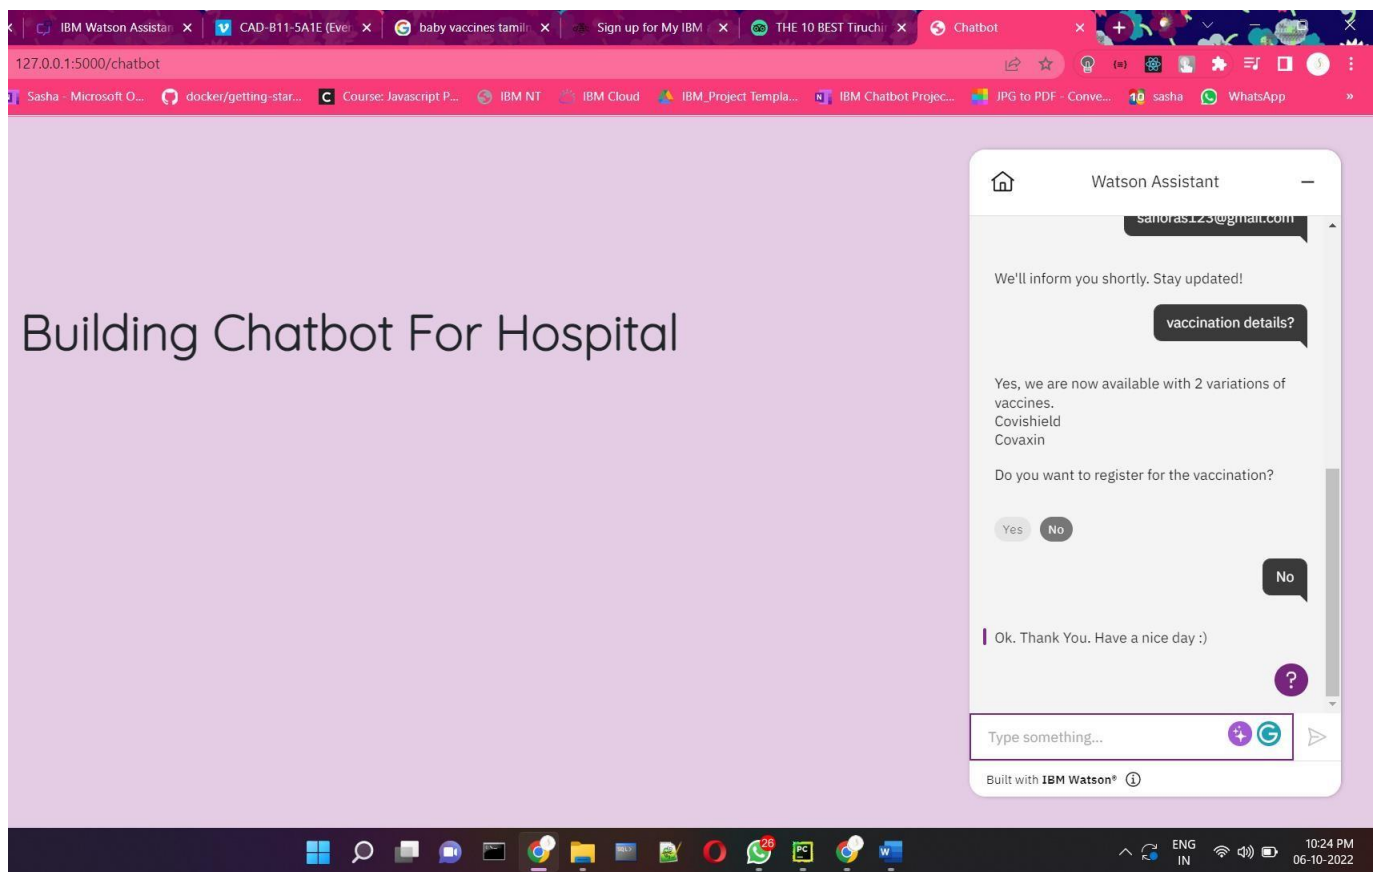 IBM Watson Assistan
CAD-B11-5A1E (Ever
baby vaccines tamiln
Sign up for My IBM
THE 10 BEST Tiruchir
Chatbot
127.0.0.1:5000/chatbot
Sasha - Microsoft O...
docker/getting-star...
Course: Javascript P...
IBM NT
IBM Cloud
IBM_Project Templa...
IBM Chatbot Projec...
JPG to PDF - Conve...
sasha
WhatsApp
»
Building Chatbot For Hospital
Watson Assistant
We'll inform you shortly. Stay updated!
vaccination details?
Yes, we are now available with 2 variations of
vaccines.
Covishield
Covaxin
Do you want to register for the vaccination?
Yes No
No
Ok. Thank You. Have a nice day :)
?
Type something...
Built with IBM Watson®
26
ENG
IN
10:24 PM
06-10-2022